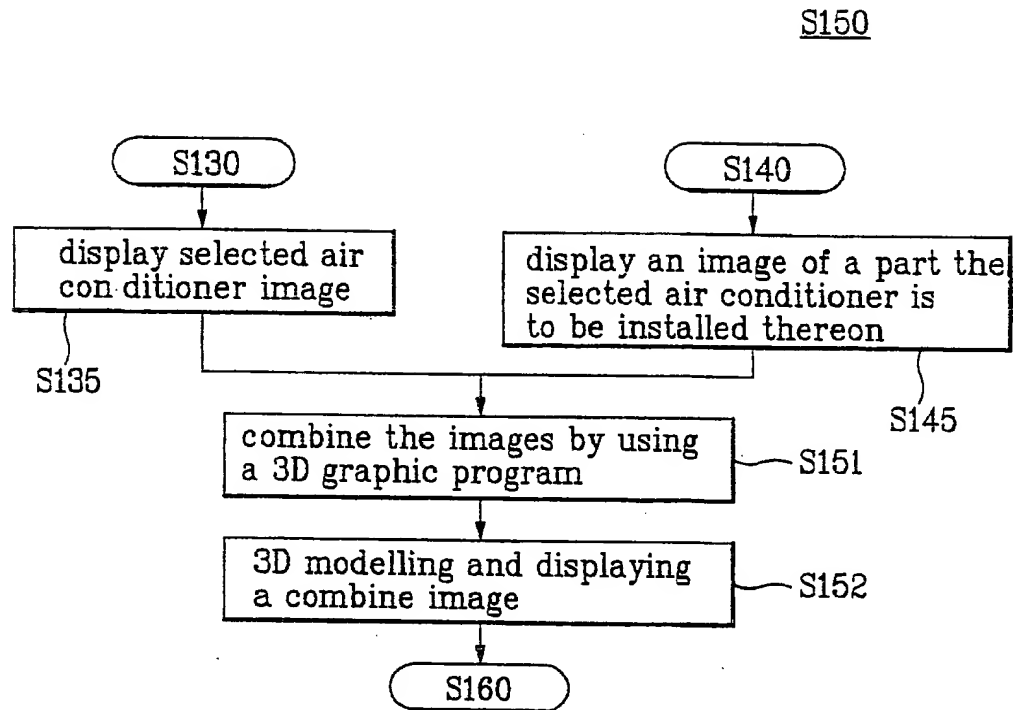 S150
S130
S140
display selected air
con ditioner image
display an image of a part the
selected air conditioner is
to be installed thereon
S135
S145
combine the images by using
a 3D graphic program
S151
3D modelling and displaying
a combine image
S152
S160